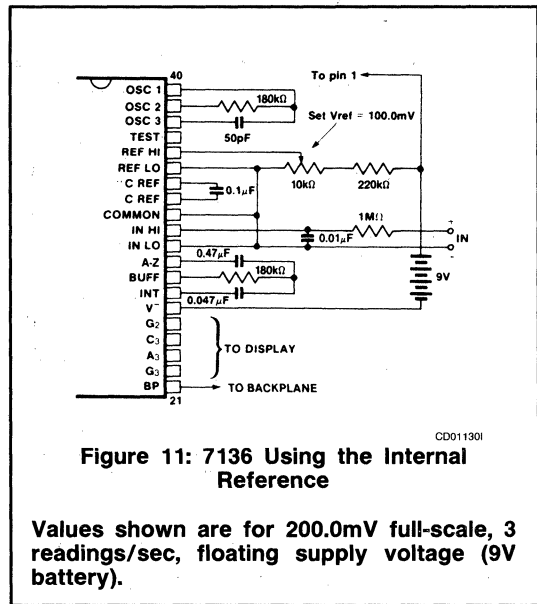 40
OSC 1
OSC 2
OSC 3
TEST
REF HI
REF LO
C REF
C REF
COMMON
IN HI
IN LO
A-Z
BUFF
INT
V⁻
G₂
C₃
A₃
G₃
BP
21
180kΩ
50pF
To pin 1
Set Vref = 100.0mV
10kΩ
220kΩ
0.1μF
1MΩ
0.01μF
+
IN
-
0.47μF
180kΩ
0.047μF
9V
TO DISPLAY
TO BACKPLANE
CD01130I
Figure 11: 7136 Using the Internal
Reference
Values shown are for 200.0mV full-scale, 3
readings/sec, floating supply voltage (9V
battery).